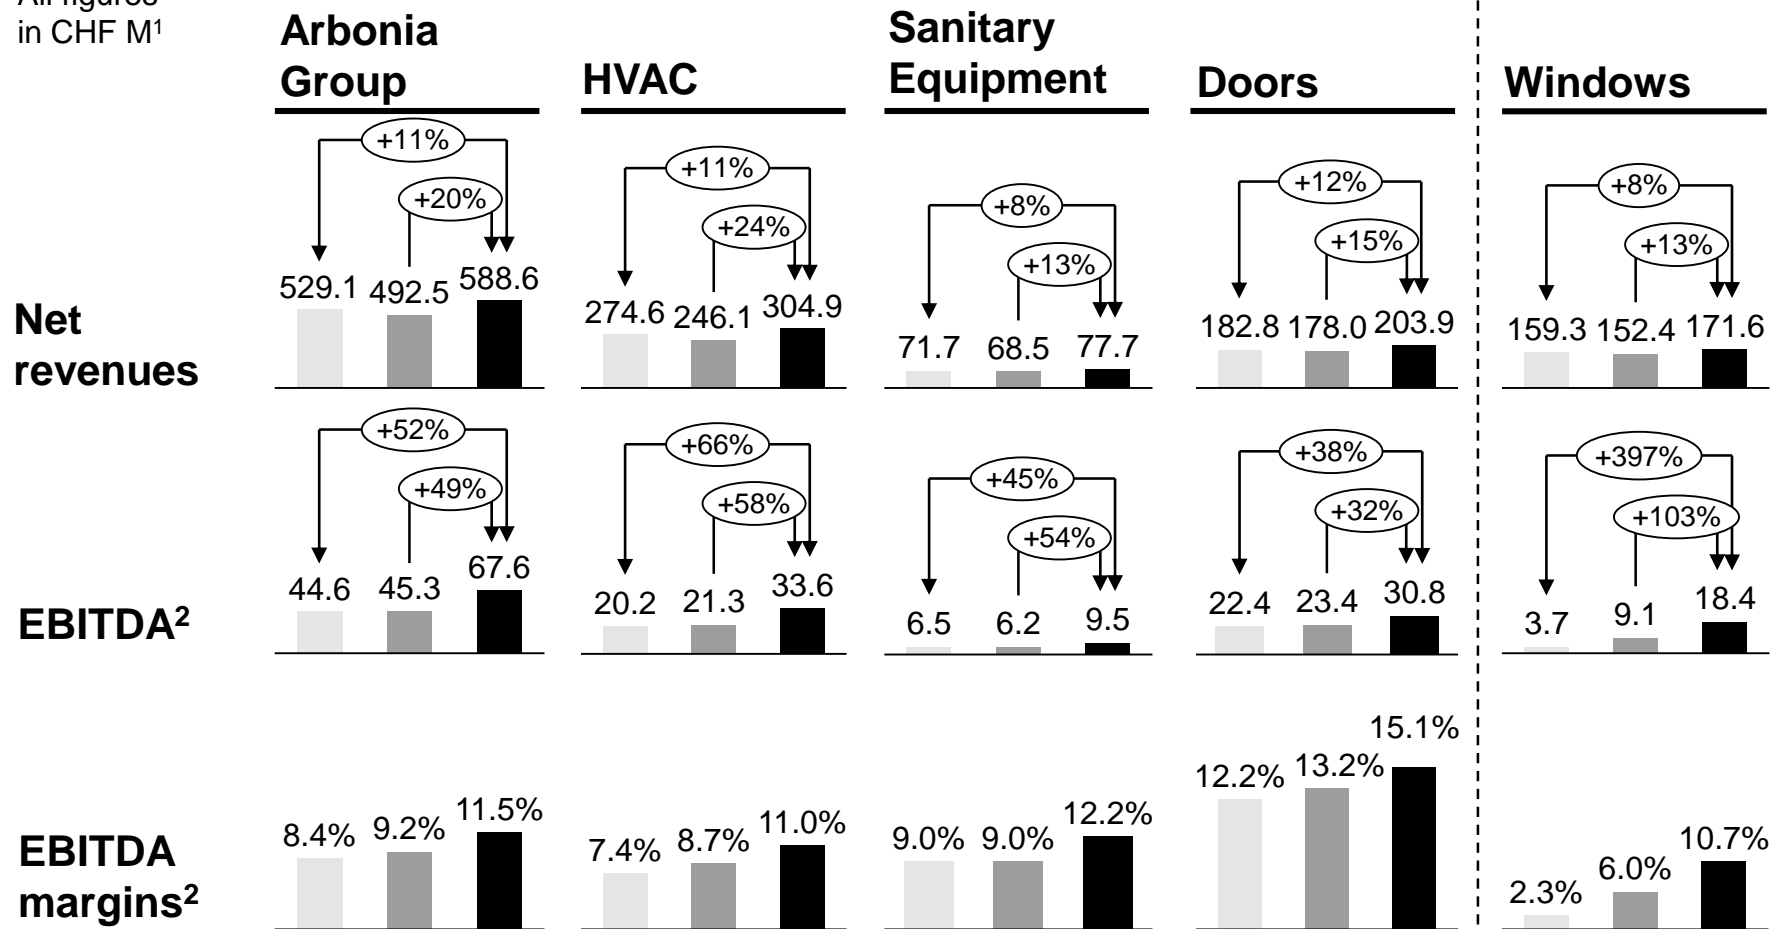 All figures
in CHF M¹
Arbonia
Group
HVAC
Sanitary
Equipment
Doors
Windows
Net
revenues
+11%
+20%
529.1 492.5 588.6
+11%
+24%
274.6 246.1 304.9
+8%
+13%
71.7 68.5 77.7
+12%
+15%
182.8 178.0 203.9
+8%
+13%
159.3 152.4 171.6
EBITDA²
+52%
+49%
44.6 45.3 67.6
+66%
+58%
20.2 21.3 33.6
+45%
+54%
6.5 6.2 9.5
+38%
+32%
22.4 23.4 30.8
+397%
+103%
3.7 9.1 18.4
EBITDA
margins²
8.4% 9.2% 11.5%
7.4% 8.7% 11.0%
9.0% 9.0% 12.2%
12.2% 13.2% 15.1%
2.3% 6.0% 10.7%